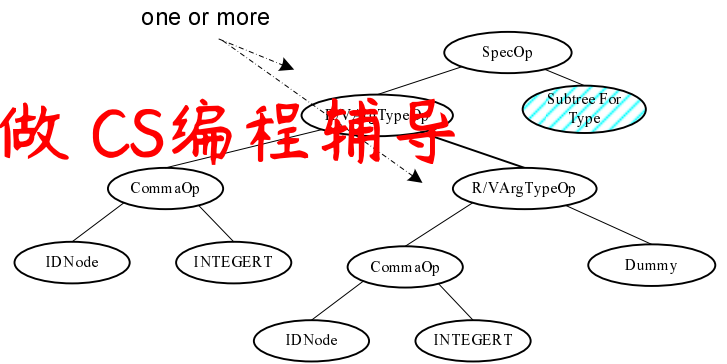 one or more
SpecOp
Subtree For
Type
R/VArgTypeOp
做 CS编程辅导
CommaOp
R/VArgTypeOp
IDNode
INTEGERT
CommaOp
Dummy
IDNode
INTEGERT